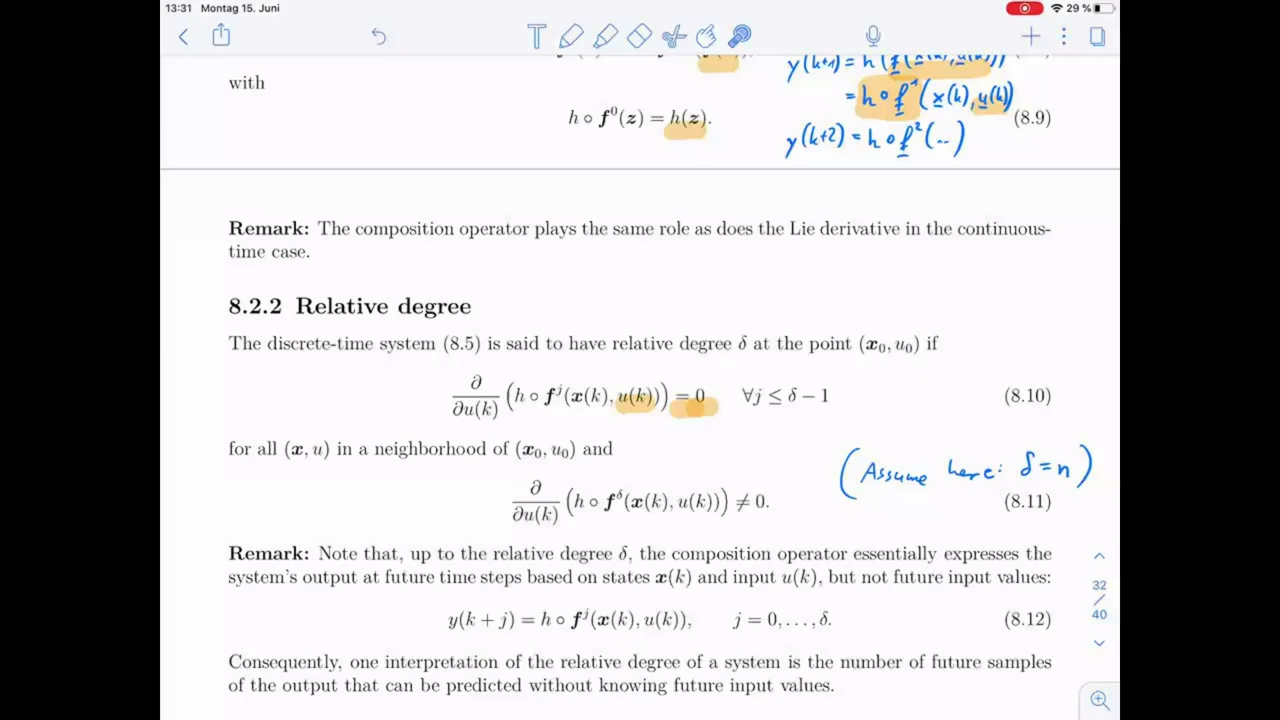 13:31 Montag 15. Juni 29 %
y(k+1) = h(f(x(k),u(k)))
with
= h ∘ f¹(x(k), u(k))
h ∘ f⁰(z) = h(z). (8.9)
y(k+2) = h ∘ f²(...)
Remark: The composition operator plays the same role as does the Lie derivative in the continuous-
time case.
8.2.2 Relative degree
The discrete-time system (8.5) is said to have relative degree δ at the point (x₀, u₀) if
∂/∂u(k) (h ∘ fʲ(x(k), u(k))) = 0 ∀j ≤ δ − 1 (8.10)
for all (x, u) in a neighborhood of (x₀, u₀) and
(Assume here: δ = n)
∂/∂u(k) (h ∘ f^δ(x(k), u(k))) ≠ 0. (8.11)
Remark: Note that, up to the relative degree δ, the composition operator essentially expresses the
system's output at future time steps based on states x(k) and input u(k), but not future input values:
32
/
40
y(k + j) = h ∘ fʲ(x(k), u(k)), j = 0, . . . , δ. (8.12)
Consequently, one interpretation of the relative degree of a system is the number of future samples
of the output that can be predicted without knowing future input values.